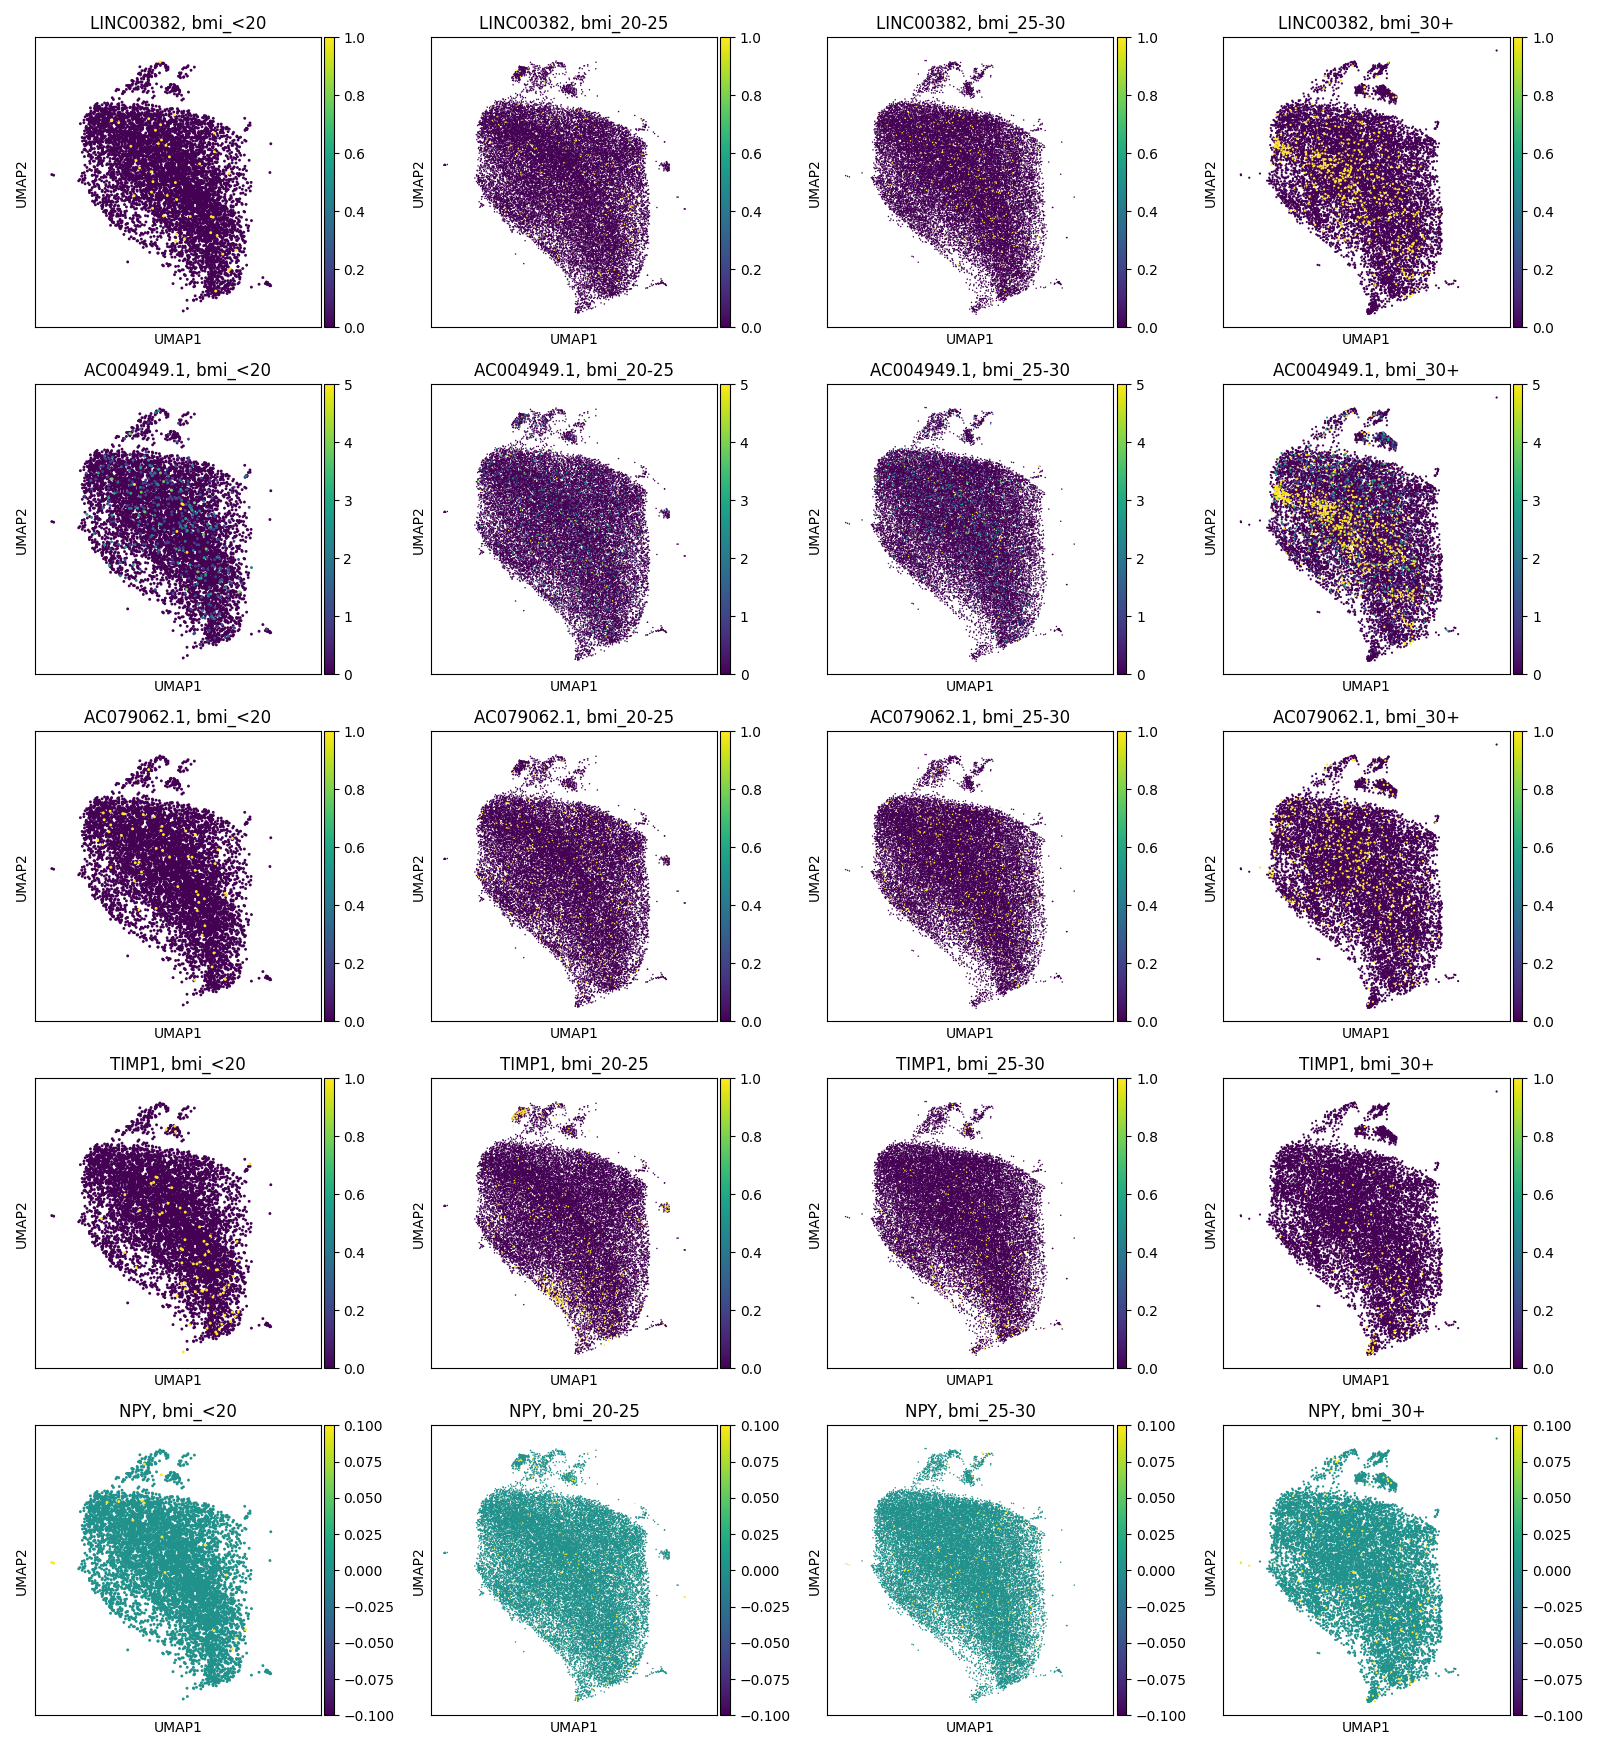 LINC00382, bmi_<20
LINC00382, bmi_20-25
LINC00382, bmi_25-30
LINC00382, bmi_30+
UMAP2
UMAP1
1.0
0.8
0.6
0.4
0.2
0.0
UMAP2
UMAP1
1.0
0.8
0.6
0.4
0.2
0.0
UMAP2
UMAP1
1.0
0.8
0.6
0.4
0.2
0.0
UMAP2
UMAP1
1.0
0.8
0.6
0.4
0.2
0.0
AC004949.1, bmi_<20
AC004949.1, bmi_20-25
AC004949.1, bmi_25-30
AC004949.1, bmi_30+
UMAP2
UMAP1
5
4
3
2
1
0
UMAP2
UMAP1
5
4
3
2
1
0
UMAP2
UMAP1
5
4
3
2
1
0
UMAP2
UMAP1
5
4
3
2
1
0
AC079062.1, bmi_<20
AC079062.1, bmi_20-25
AC079062.1, bmi_25-30
AC079062.1, bmi_30+
UMAP2
UMAP1
1.0
0.8
0.6
0.4
0.2
0.0
UMAP2
UMAP1
1.0
0.8
0.6
0.4
0.2
0.0
UMAP2
UMAP1
1.0
0.8
0.6
0.4
0.2
0.0
UMAP2
UMAP1
1.0
0.8
0.6
0.4
0.2
0.0
TIMP1, bmi_<20
TIMP1, bmi_20-25
TIMP1, bmi_25-30
TIMP1, bmi_30+
UMAP2
UMAP1
1.0
0.8
0.6
0.4
0.2
0.0
UMAP2
UMAP1
1.0
0.8
0.6
0.4
0.2
0.0
UMAP2
UMAP1
1.0
0.8
0.6
0.4
0.2
0.0
UMAP2
UMAP1
1.0
0.8
0.6
0.4
0.2
0.0
NPY, bmi_<20
NPY, bmi_20-25
NPY, bmi_25-30
NPY, bmi_30+
UMAP2
UMAP1
0.100
0.075
0.050
0.025
0.000
−0.025
−0.050
−0.075
−0.100
UMAP2
UMAP1
0.100
0.075
0.050
0.025
0.000
−0.025
−0.050
−0.075
−0.100
UMAP2
UMAP1
0.100
0.075
0.050
0.025
0.000
−0.025
−0.050
−0.075
−0.100
UMAP2
UMAP1
0.100
0.075
0.050
0.025
0.000
−0.025
−0.050
−0.075
−0.100